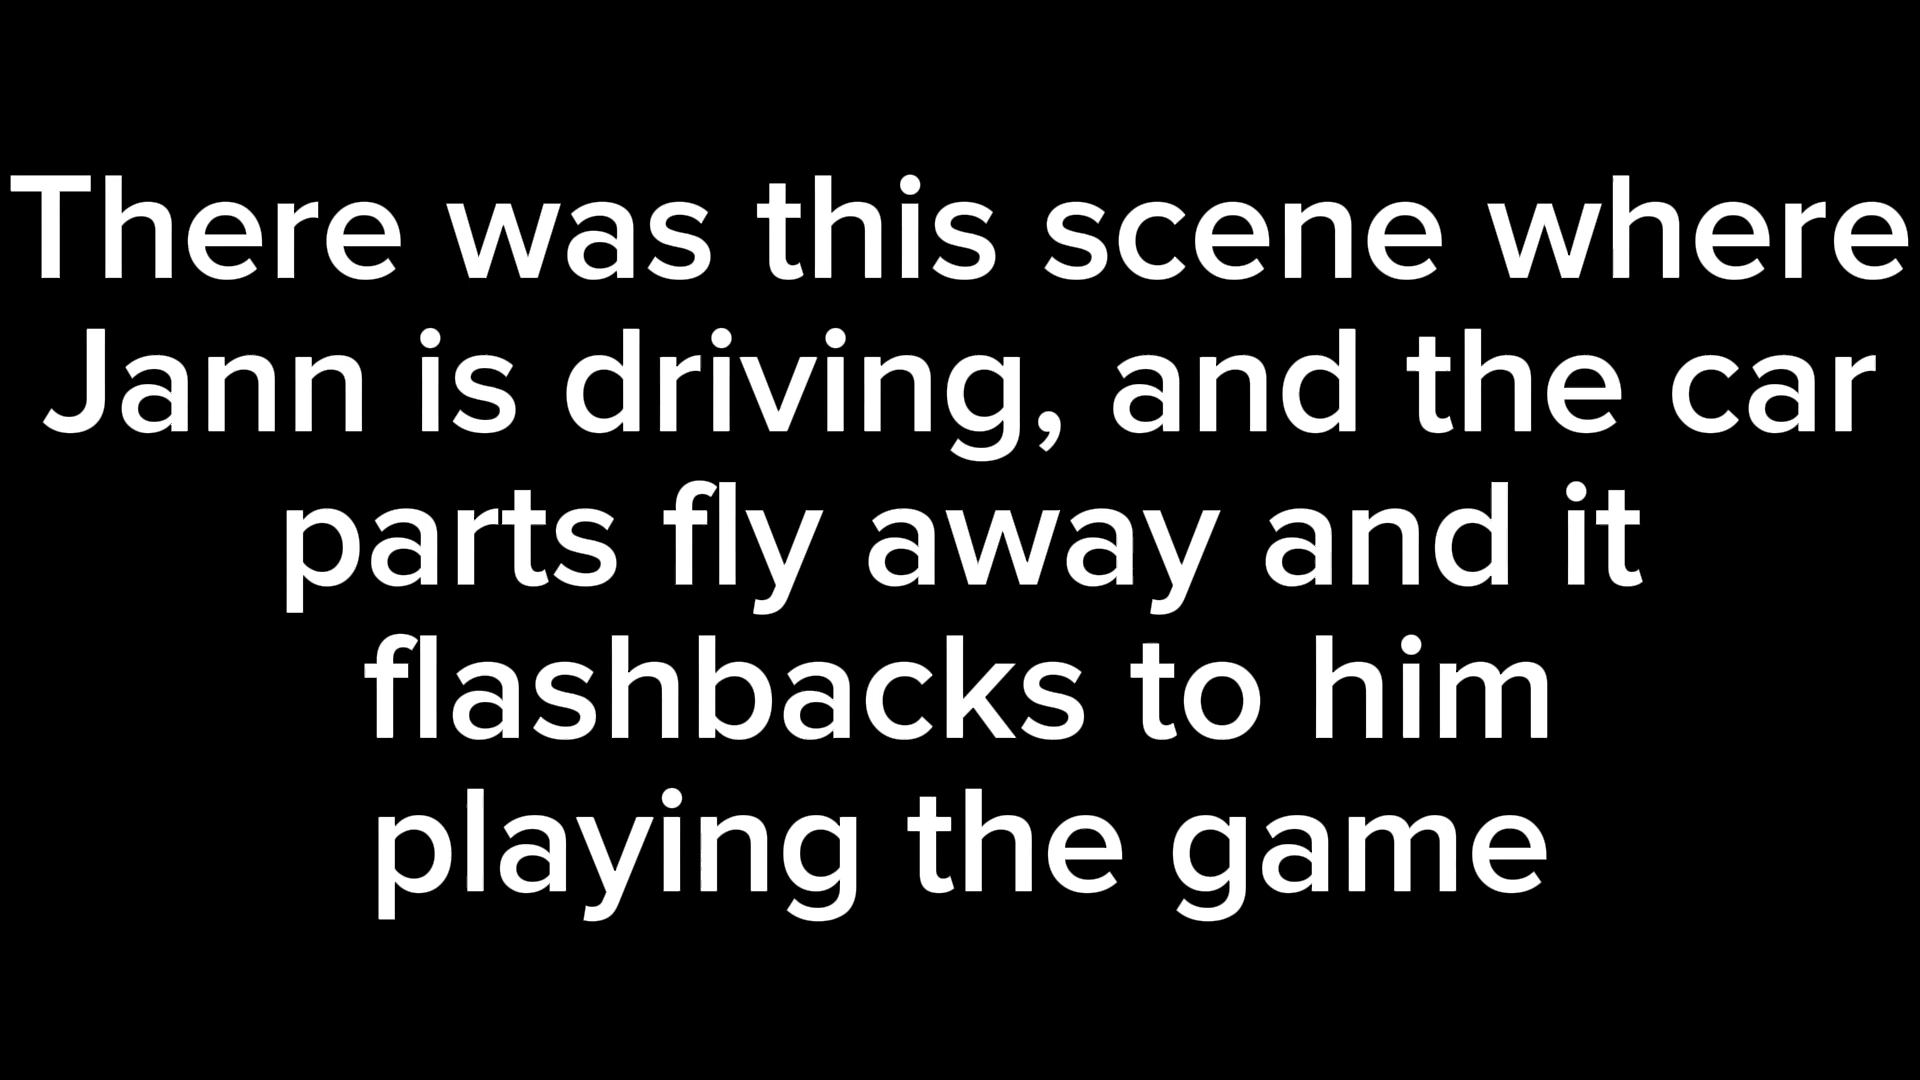 There was this scene where
Jann is driving, and the car
parts fly away and it
flashbacks to him
playing the game